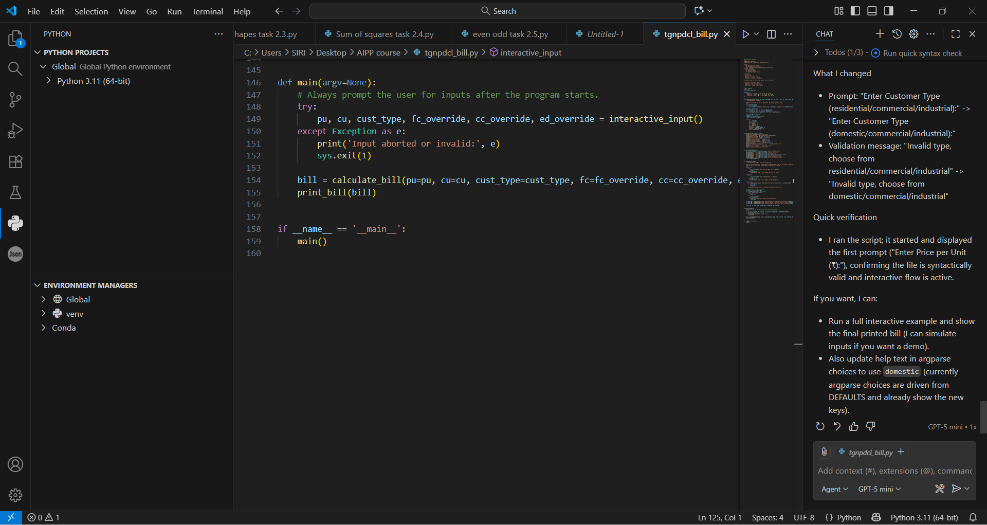 File Edit Selection View Go Run Terminal Help
Search
PYTHON
PYTHON PROJECTS
Global Global Python environment
Python 3.11 (64-bit)
ENVIRONMENT MANAGERS
Global
venv
Conda
hapes task 2.3.py
Sum of squares task 2.4.py
even odd task 2.5.py
Untitled-1
tgnpdcl_bill.py
C: > Users > SIRI > Desktop > AIPP course > tgnpdcl_bill.py > interactive_input
145
146 def main(argv=None):
147 # Always prompt the user for inputs after the program starts.
148 try:
149 pu, cu, cust_type, fc_override, cc_override, ed_override = interactive_input()
150 except Exception as e:
151 print('Input aborted or invalid:', e)
152 sys.exit(1)
153
154 bill = calculate_bill(pu=pu, cu=cu, cust_type=cust_type, fc=fc_override, cc=cc_override, e
155 print_bill(bill)
156
157
158 if __name__ == '__main__':
159 main()
160
CHAT
Todos (1/3) - Run quick syntax check
What I changed
• Prompt: "Enter Customer Type
(residential/commercial/industrial):" ->
"Enter Customer Type
(domestic/commercial/industrial):"
• Validation message: "Invalid type,
choose from
residential/commercial/industrial" ->
"Invalid type, choose from
domestic/commercial/industrial"
Quick verification
• I ran the script; it started and displayed
the first prompt ("Enter Price per Unit
(₹):"), confirming the file is syntactically
valid and interactive flow is active.
If you want, I can:
• Run a full interactive example and show
the final printed bill (I can simulate
inputs if you want a demo).
• Also update help text in argparse
choices to use domestic (currently
argparse choices are driven from
DEFAULTS and already show the new
keys).
GPT-5 mini • 1x
tgnpdcl_bill.py
Add context (#), extensions (@), command
Agent
GPT-5 mini
1
Json
0 1
Ln 125, Col 1 Spaces: 4 UTF-8 {} Python Python 3.11 (64-bit)